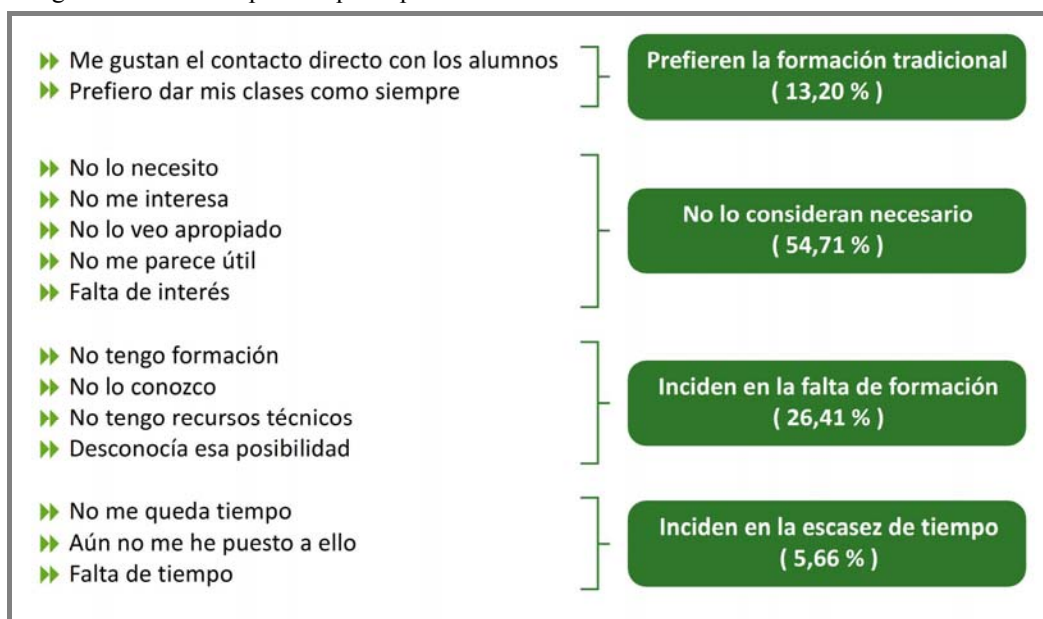 Me gustan el contacto directo con los alumnos
Prefiero dar mis clases como siempre
Prefieren la formación tradicional
( 13,20 % )
No lo necesito
No me interesa
No lo veo apropiado
No me parece útil
Falta de interés
No lo consideran necesario
( 54,71 % )
No tengo formación
No lo conozco
No tengo recursos técnicos
Desconocía esa posibilidad
Inciden en la falta de formación
( 26,41 % )
No me queda tiempo
Aún no me he puesto a ello
Falta de tiempo
Inciden en la escasez de tiempo
( 5,66 % )